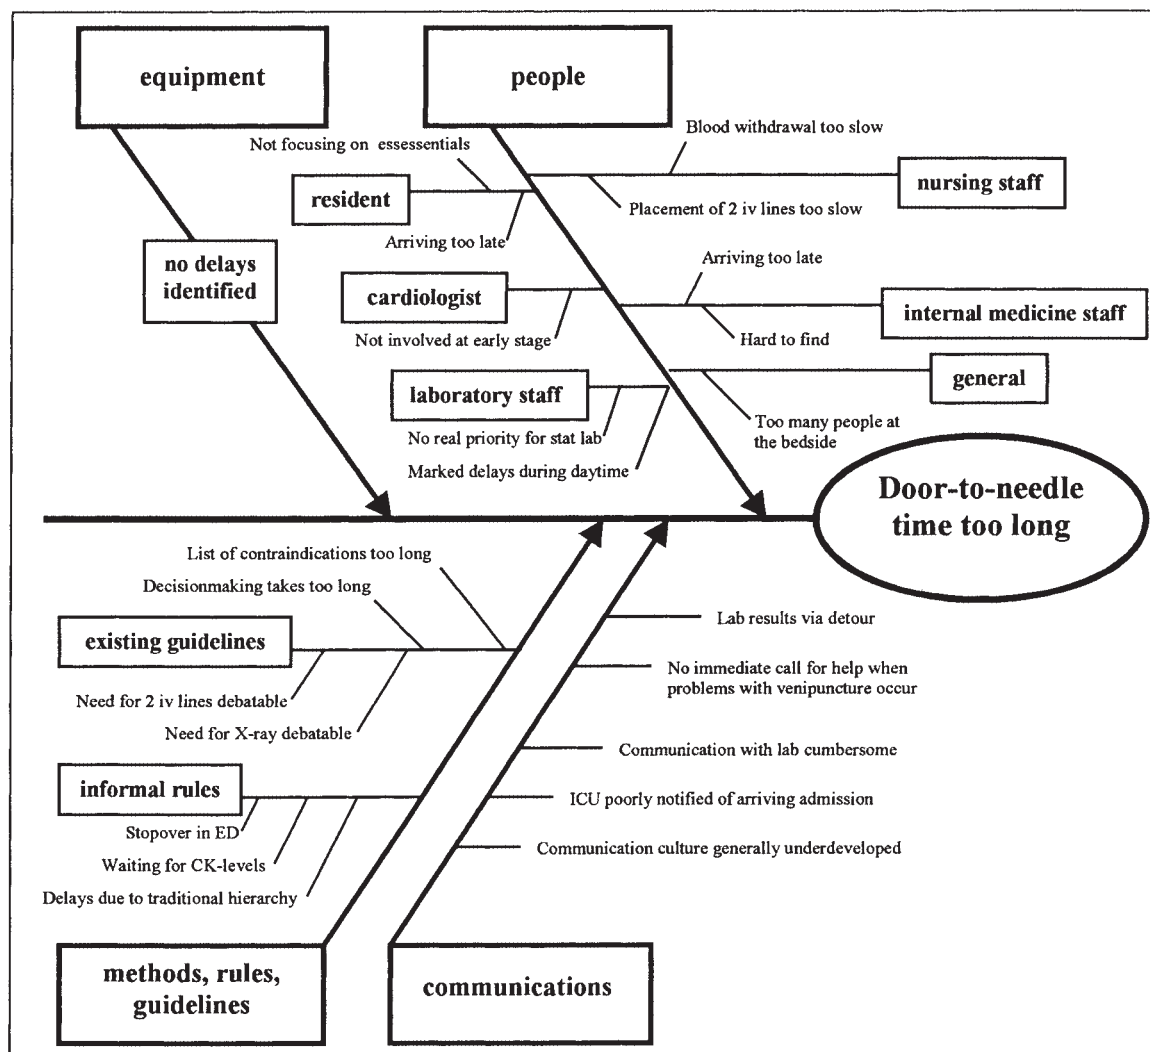 equipment
people
Blood withdrawal too slow
Not focusing on essessentials
nursing staff
resident
Placement of 2 iv lines too slow
Arriving too late
no delays
identified
Arriving too late
cardiologist
internal medicine staff
Not involved at early stage
Hard to find
general
laboratory staff
Too many people at
the bedside
No real priority for stat lab
Marked delays during daytime
Door-to-needle
time too long
List of contraindications too long
Decisionmaking takes too long
existing guidelines
Need for 2 iv lines debatable
Need for X-ray debatable
informal rules
Stopover in ED
Waiting for CK-levels
Delays due to traditional hierarchy
Lab results via detour
No immediate call for help when
problems with venipuncture occur
Communication with lab cumbersome
ICU poorly notified of arriving admission
Communication culture generally underdeveloped
methods, rules,
guidelines
communications